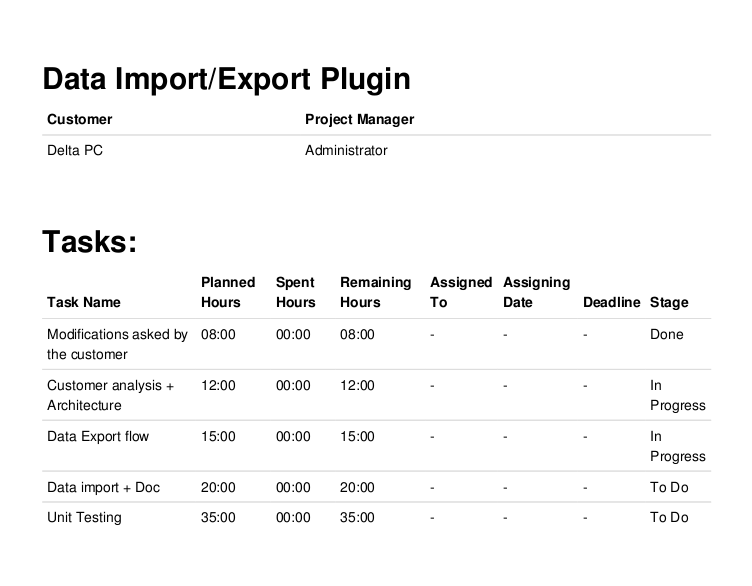 Data Import/Export Plugin
Customer Project Manager
Delta PC Administrator
Tasks:
Planned Spent Remaining Assigned Assigning
Task Name Hours Hours Hours To Date Deadline Stage
Modifications asked by 08:00 00:00 08:00 - - - Done
the customer
Customer analysis + 12:00 00:00 12:00 - - - In
Architecture Progress
Data Export flow 15:00 00:00 15:00 - - - In
Progress
Data import + Doc 20:00 00:00 20:00 - - - To Do
Unit Testing 35:00 00:00 35:00 - - - To Do